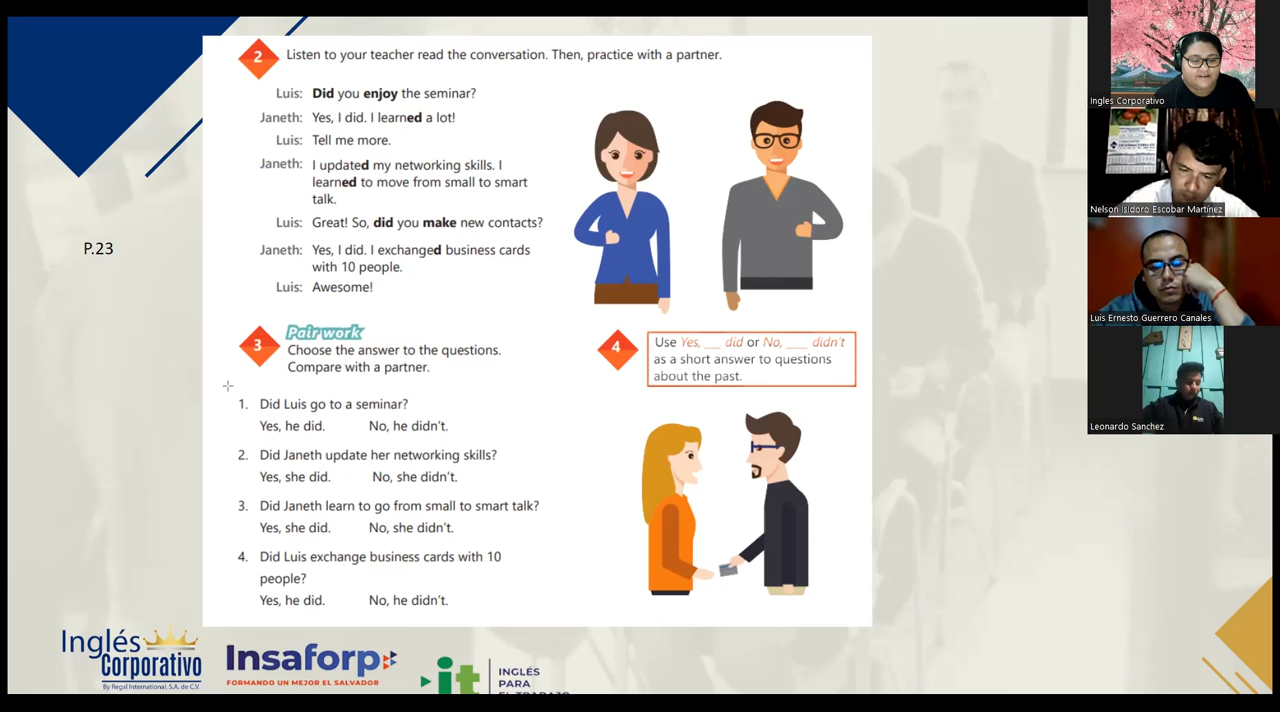 P.23
2 Listen to your teacher read the conversation. Then, practice with a partner.
Luis: Did you enjoy the seminar?
Janeth: Yes, I did. I learned a lot!
Luis: Tell me more.
Janeth: I updated my networking skills. I
learned to move from small to smart
talk.
Luis: Great! So, did you make new contacts?
Janeth: Yes, I did. I exchanged business cards
with 10 people.
Luis: Awesome!
3 Pair work
Choose the answer to the questions.
Compare with a partner.
1. Did Luis go to a seminar?
Yes, he did. No, he didn't.
2. Did Janeth update her networking skills?
Yes, she did. No, she didn't.
3. Did Janeth learn to go from small to smart talk?
Yes, she did. No, she didn't.
4. Did Luis exchange business cards with 10
people?
Yes, he did. No, he didn't.
4 Use Yes, __ did or No, ___ didn't
as a short answer to questions
about the past.
Inglés
Corporativo
By Regal International, S.A. de C.V.
Insaforp
FORMANDO UN MEJOR EL SALVADOR
it
INGLÉS
PARA
EL TRABAJO
Ingles Corporativo
Nelson Isidoro Escobar Martínez
Luis Ernesto Guerrero Canales
Leonardo Sanchez